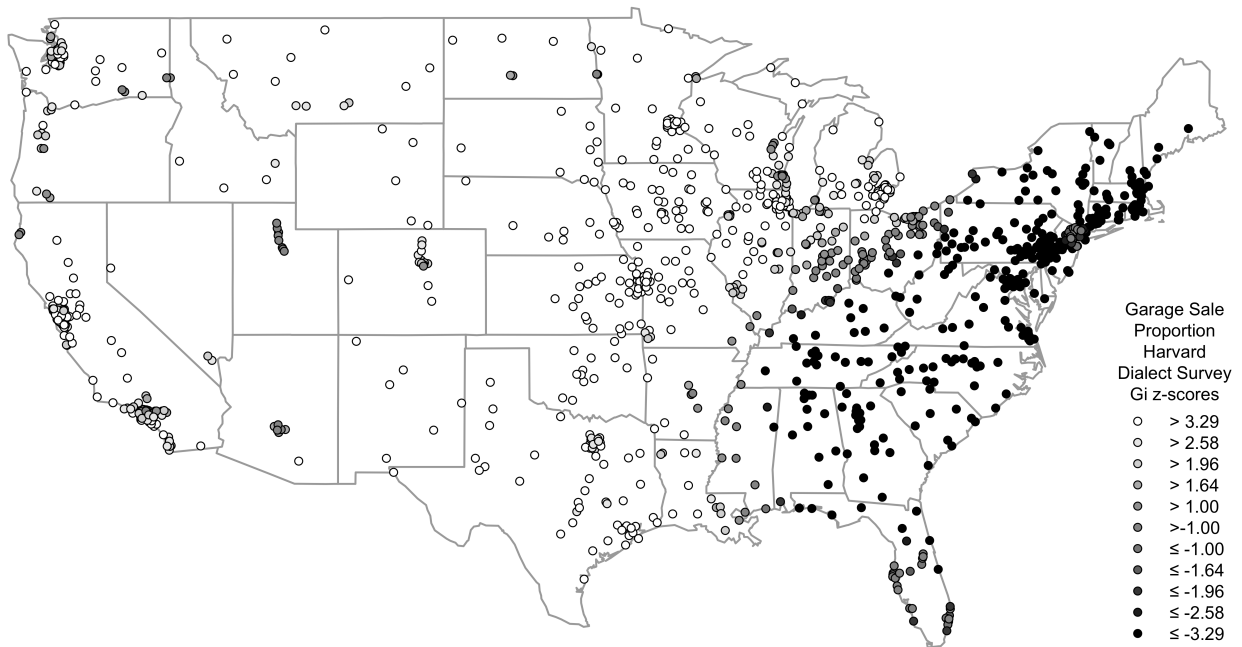 Garage Sale
Proportion
Harvard
Dialect Survey
Gi z-scores
> 3.29
> 2.58
> 1.96
> 1.64
> 1.00
>-1.00
≤ -1.00
≤ -1.64
≤ -1.96
≤ -2.58
≤ -3.29